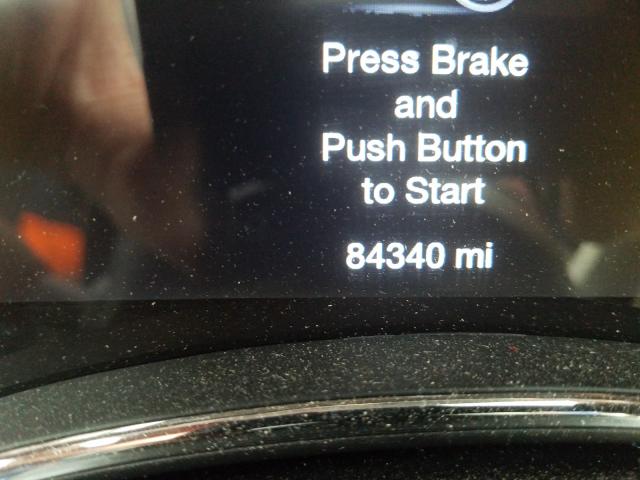 Press Brake
and
Push Button
to Start
84340 mi